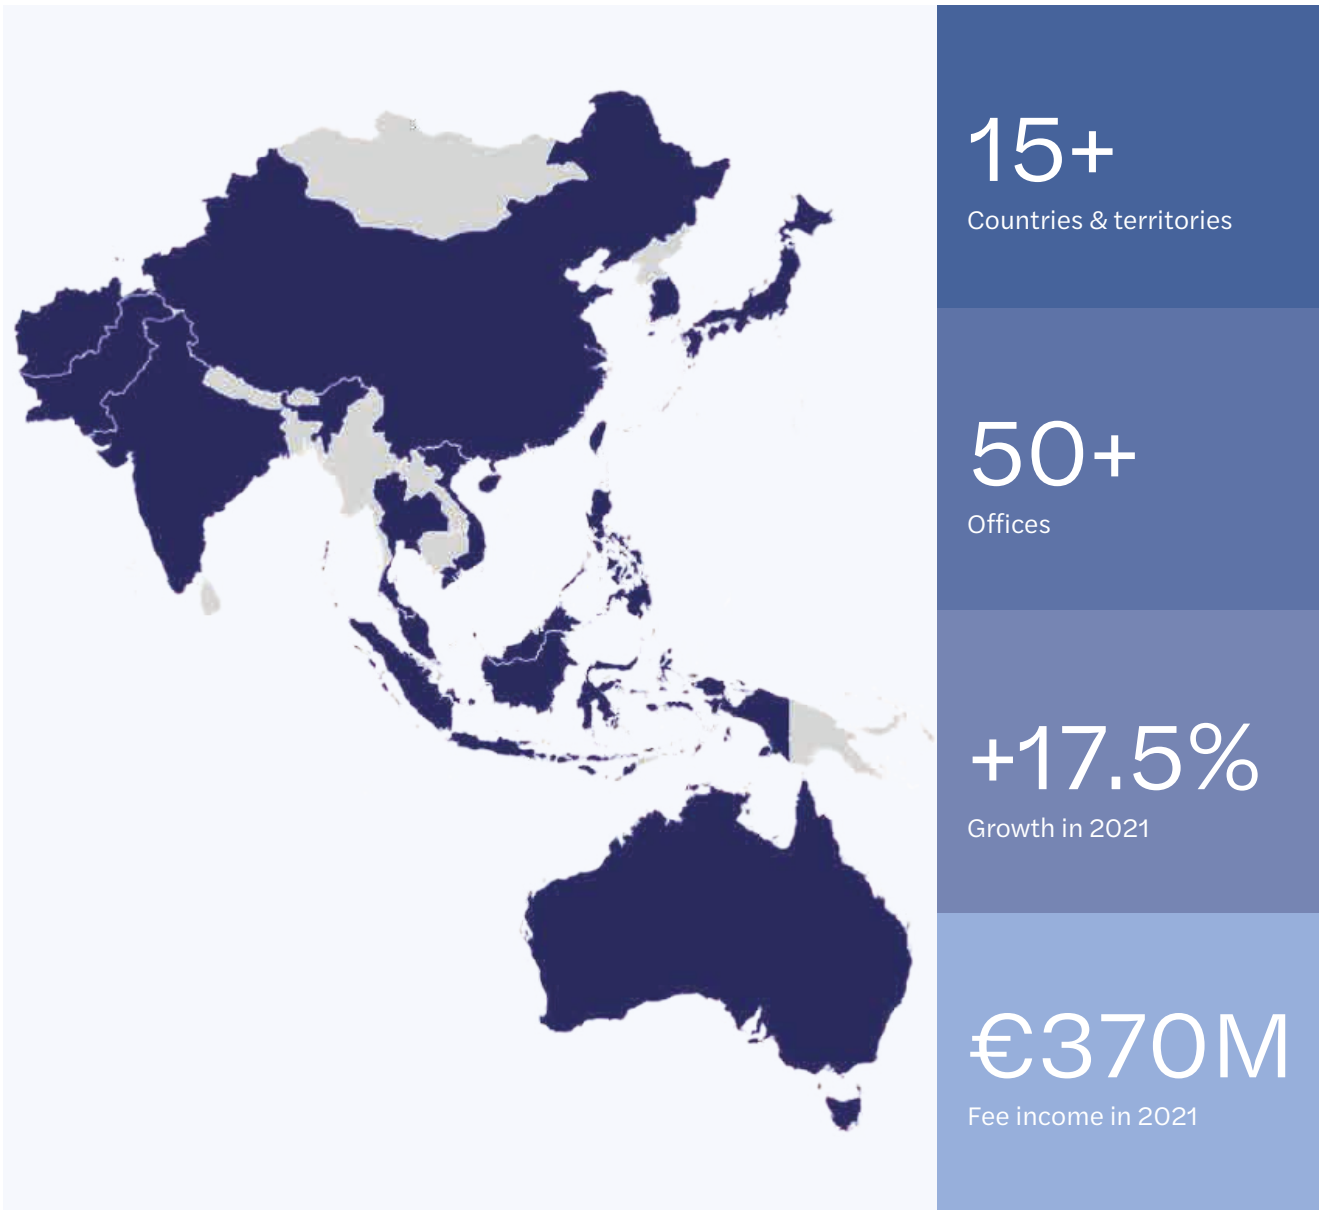 15+
Countries & territories
50+
Offices
+17.5%
Growth in 2021
€370M
Fee income in 2021